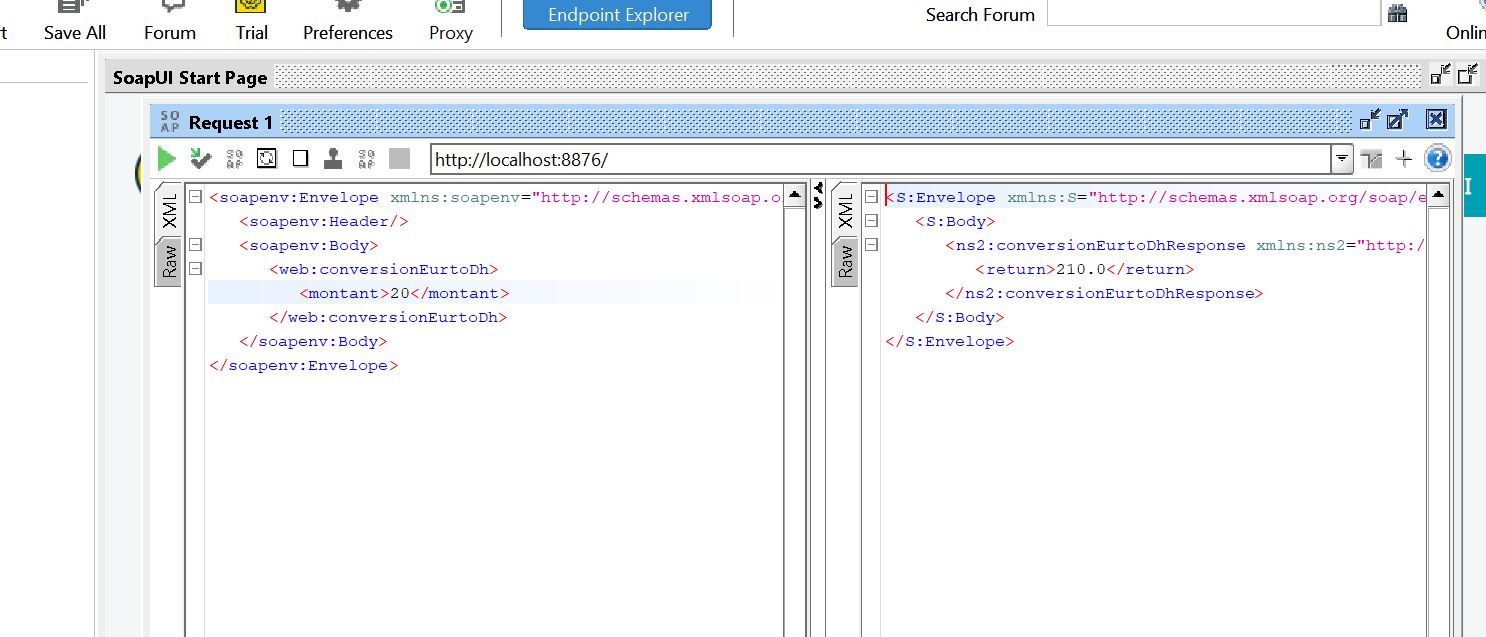 Save All
Forum
Trial
Preferences
Proxy
Endpoint Explorer
Search Forum
Onlin
SoapUI Start Page
SO
AP
Request 1
http://localhost:8876/
XML
Raw
<soapenv:Envelope xmlns:soapenv="http://schemas.xmlsoap.o
<soapenv:Header/>
<soapenv:Body>
<web:conversionEurtoDh>
<montant>20</montant>
</web:conversionEurtoDh>
</soapenv:Body>
</soapenv:Envelope>
XML
Raw
<S:Envelope xmlns:S="http://schemas.xmlsoap.org/soap/e
<S:Body>
<ns2:conversionEurtoDhResponse xmlns:ns2="http:/
<return>210.0</return>
</ns2:conversionEurtoDhResponse>
</S:Body>
</S:Envelope>